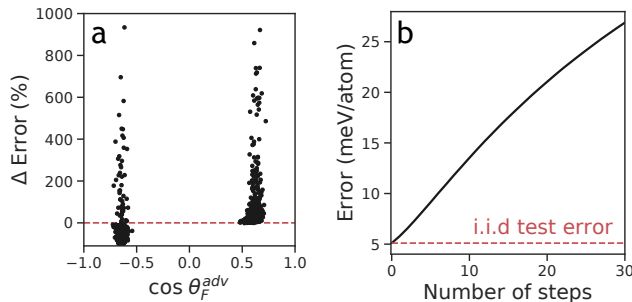 a
Δ Error (%)
1000
800
600
400
200
0
−1.0
−0.5
0.0
0.5
1.0
cos θ_F^{adv}
b
Error (meV/atom)
25
20
15
10
5
i.i.d test error
0
10
20
30
Number of steps